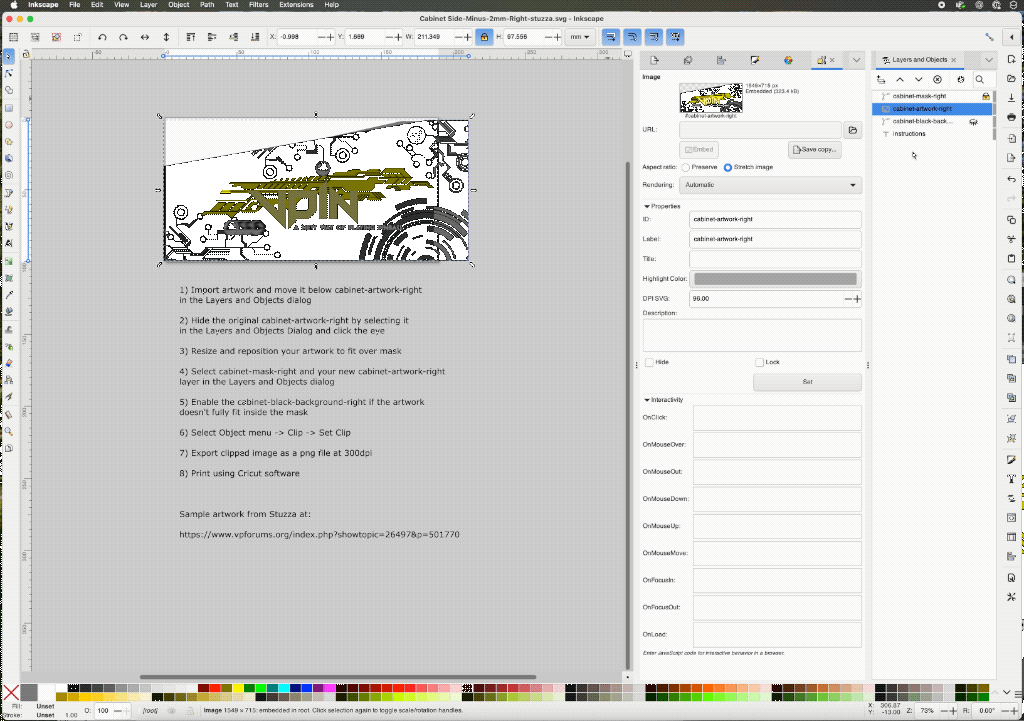 Inkscape File Edit View Layer Object Path Text Filters Extensions Help
Cabinet Side-Minus-2mm-Right-stuzza.svg - Inkscape
X: -0.998 Y: 1.669 W: 211.349 H: 97.556 mm
Layers and Objects
Image
1549×715 px
Embedded (333.4 kB)
#cabinet-artwork-right
URL:
Embed
Save copy...
Aspect ratio: Preserve Stretch image
Rendering: Automatic
Properties
ID: cabinet-artwork-right
Label: cabinet-artwork-right
Title:
Highlight Color:
DPI SVG: 96.00
Description:
Hide Lock
Set
Interactivity
OnClick:
OnMouseOver:
OnMouseOut:
OnMouseDown:
OnMouseUp:
OnMouseMove:
OnFocusIn:
OnFocusOut:
OnLoad:
Enter JavaScript code for interactive behavior in a browser.
cabinet-mask-right
cabinet-artwork-right
cabinet-black-back...
instructions
VPIN
1) Import artwork and move it below cabinet-artwork-right
in the Layers and Objects dialog
2) Hide the original cabinet-artwork-right by selecting it
in the Layers and Objects Dialog and click the eye
3) Resize and reposition your artwork to fit over mask
4) Select cabinet-mask-right and your new cabinet-artwork-right
layer in the Layers and Objects dialog
5) Enable the cabinet-black-background-right if the artwork
doesn't fully fit inside the mask
6) Select Object menu -> Clip -> Set Clip
7) Export clipped image as a png file at 300dpi
8) Print using Cricut software
Sample artwork from Stuzza at:
https://www.vpforums.org/index.php?showtopic=26497&p=501770
Fill: Unset
Stroke: Unset 1.00
O: 100
[root]
Image 1549 × 715: embedded in root. Click selection again to toggle scale/rotation handles.
X: 306.87
Y: -13.00
Z: 73%
R: 0.00°